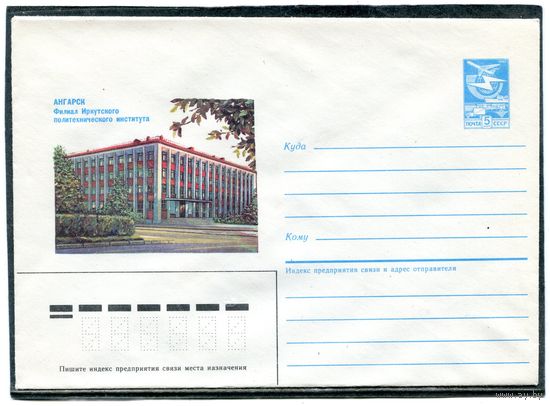 АНГАРСК
Филиал Иркутского
политехнического института
ПОЧТА 5 СССР
Куда
Кому
Индекс предприятия связи и адрес отправителя
Пишите индекс предприятия связи места назначения